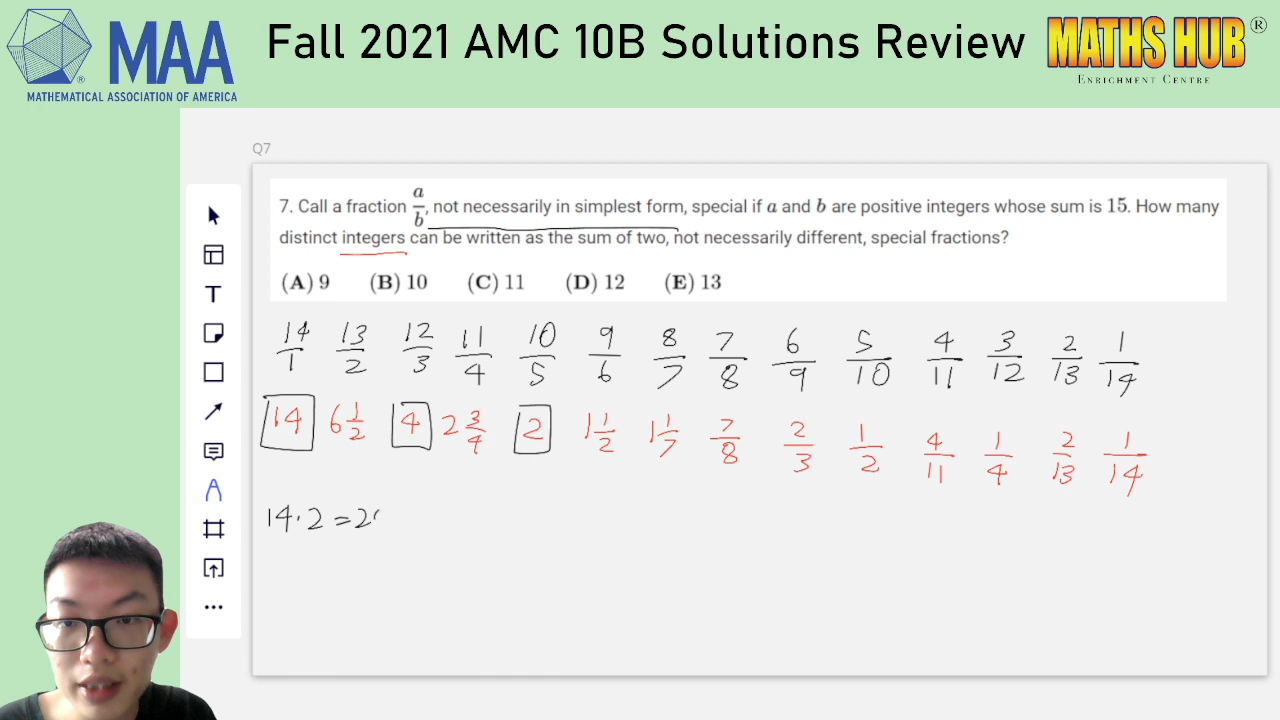 MAA
MATHEMATICAL ASSOCIATION OF AMERICA
Fall 2021 AMC 10B Solutions Review
MATHS HUB®
ENRICHMENT CENTRE
Q7
7. Call a fraction a/b, not necessarily in simplest form, special if a and b are positive integers whose sum is 15. How many
distinct integers can be written as the sum of two, not necessarily different, special fractions?
(A) 9 (B) 10 (C) 11 (D) 12 (E) 13
14/1 13/2 12/3 11/4 10/5 9/6 8/7 7/8 6/9 5/10 4/11 3/12 2/13 1/14
14 6 1/2 4 2 3/4 2 1 1/2 1 1/7 7/8 2/3 1/2 4/11 1/4 2/13 1/14
14·2=2
T